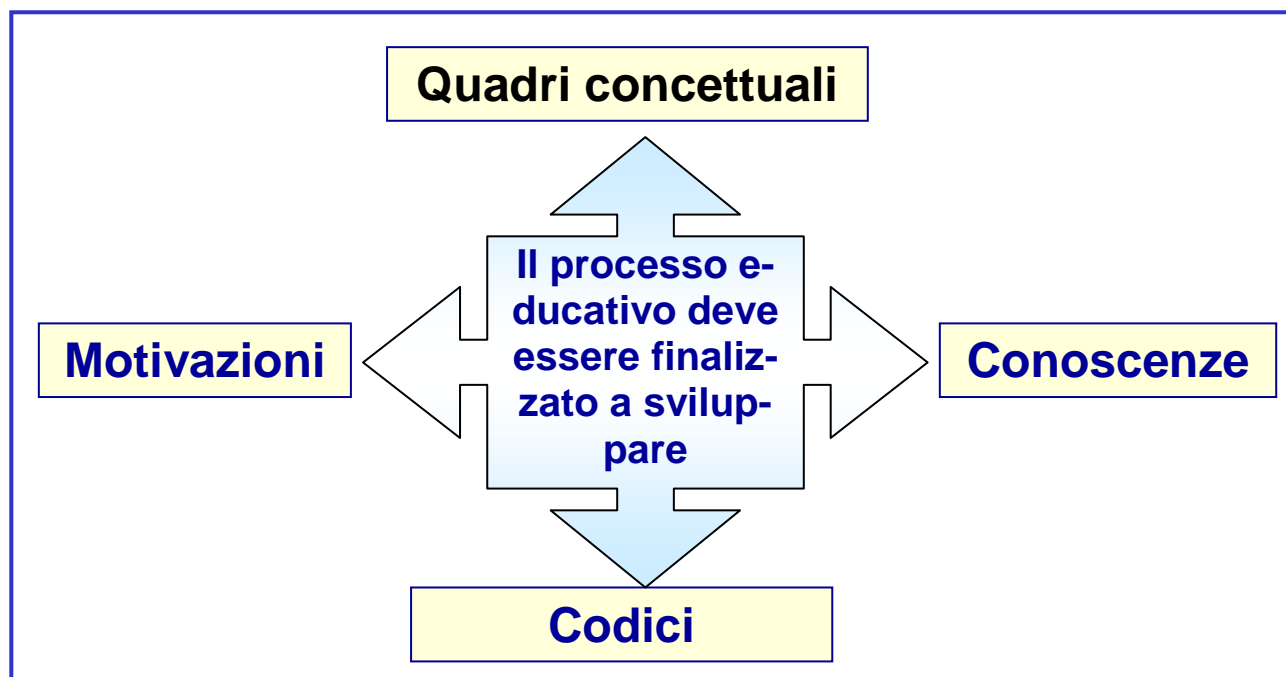 Quadri concettuali
Il processo e-
ducativo deve
essere finaliz-
zato a svilup-
pare
Motivazioni
Conoscenze
Codici